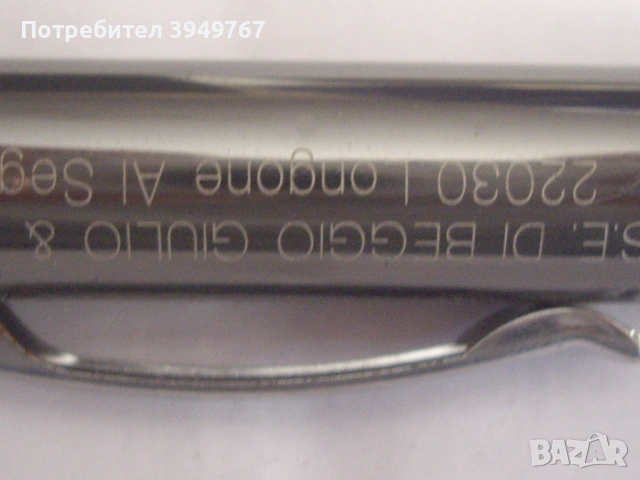 Потребител 3949767
S.E. DI BEGGIO GIULIO &
22030 Longone Al Seg
BAZAR